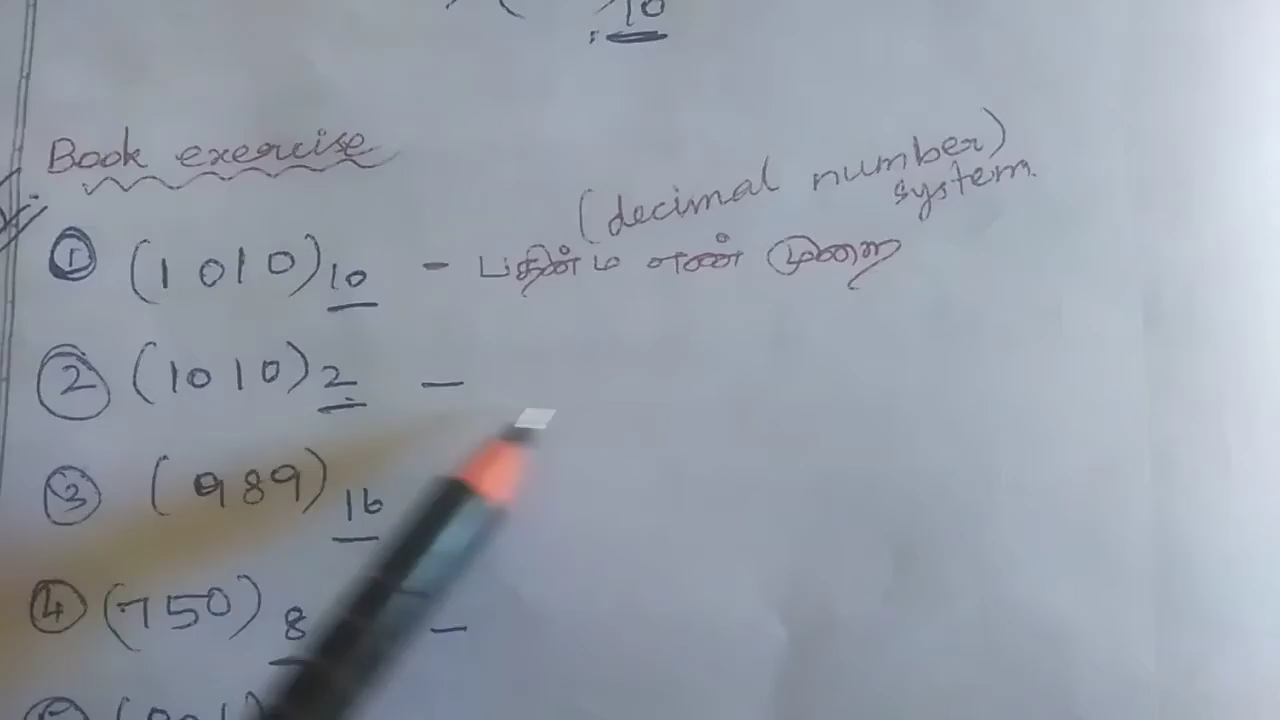 10
Book exercise
(decimal number)
system.
① (1010)10 - பதின்ம எண் முறை
② (1010)2 -
③ (989)16
④ (750)8 -